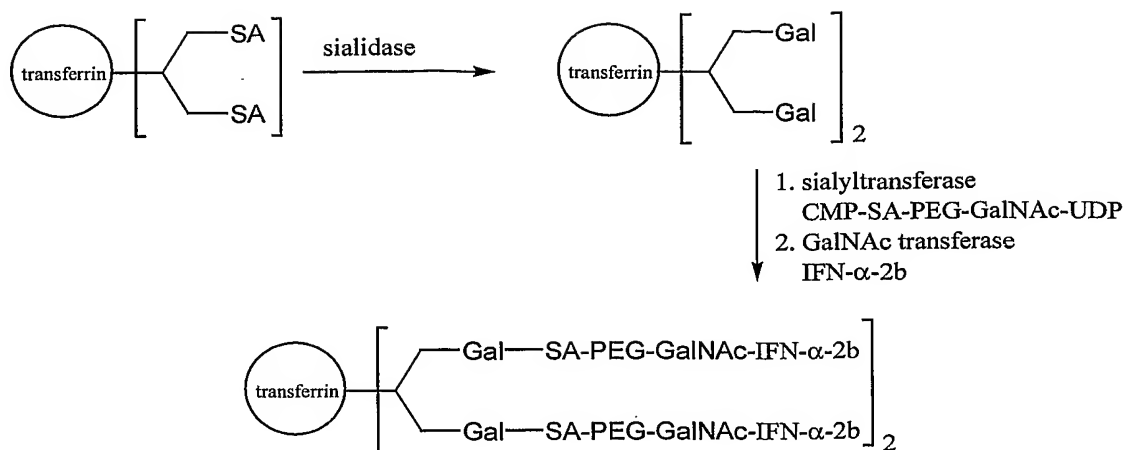 transferrin
SA
SA
sialidase
transferrin
Gal
Gal
2
1. sialyltransferase
CMP-SA-PEG-GalNAc-UDP
2. GalNAc transferase
IFN-α-2b
transferrin
Gal—SA-PEG-GalNAc-IFN-α-2b
Gal—SA-PEG-GalNAc-IFN-α-2b
2